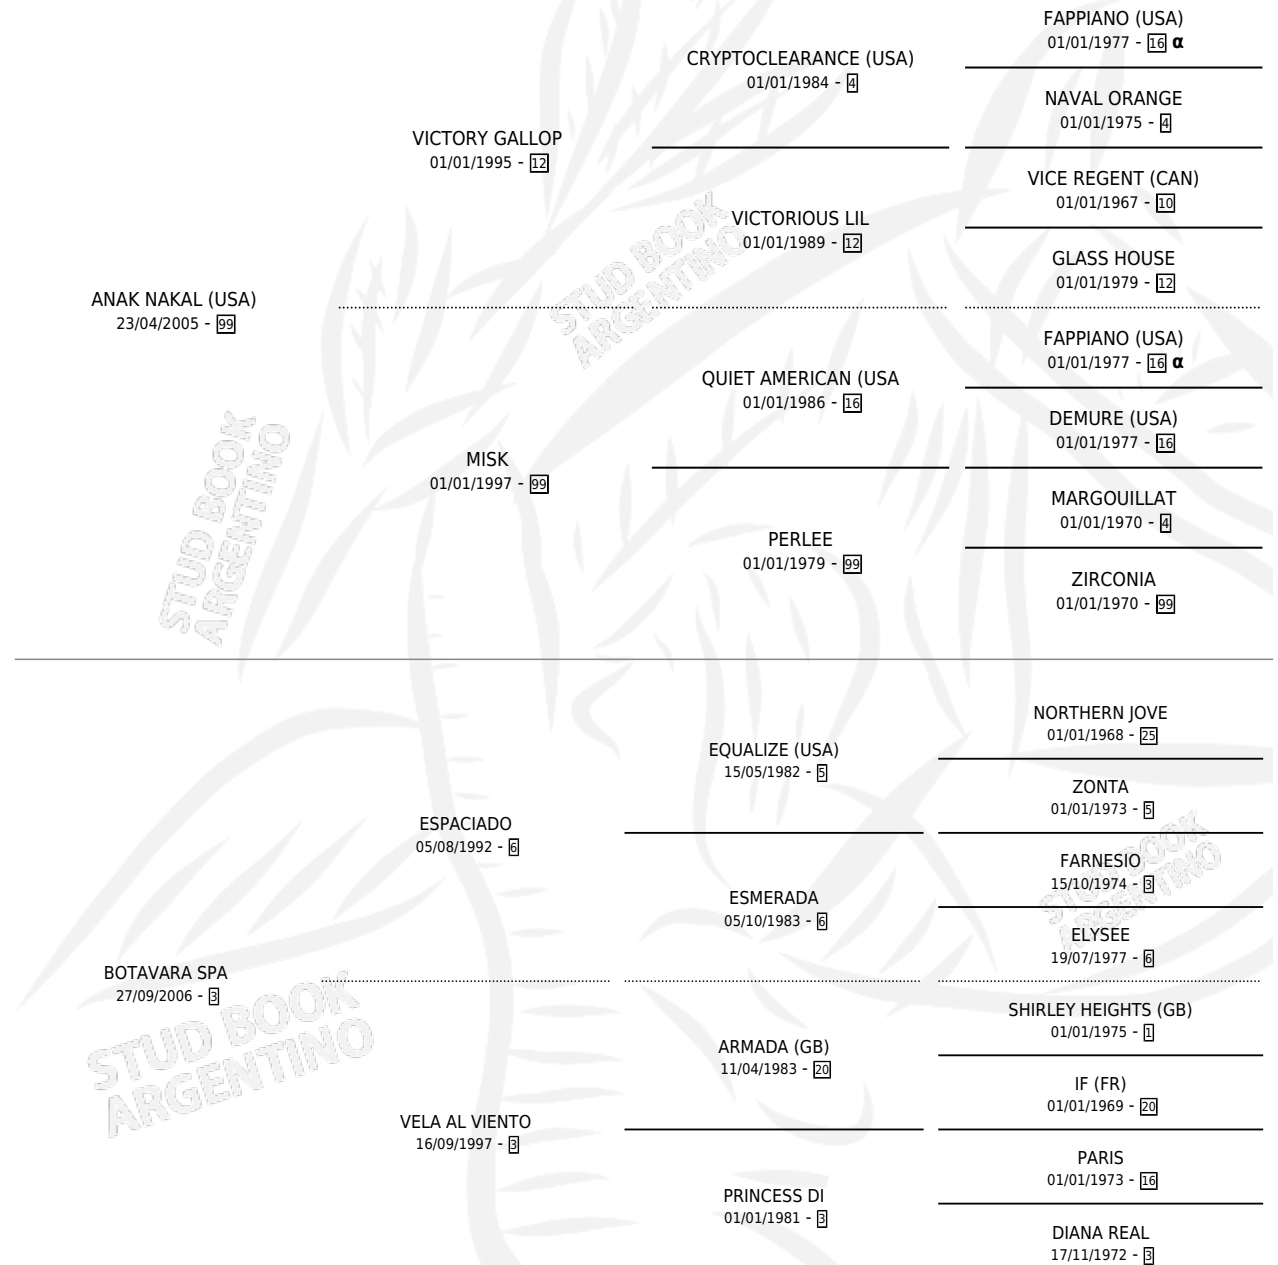 FAPPIANO (USA)
01/01/1977 - 16 α
CRYPTOCLEARANCE (USA)
01/01/1984 - 4
NAVAL ORANGE
01/01/1975 - 4
VICTORY GALLOP
01/01/1995 - 12
VICE REGENT (CAN)
01/01/1967 - 10
VICTORIOUS LIL
01/01/1989 - 12
GLASS HOUSE
01/01/1979 - 12
STUD BOOK
ARGENTINO
ANAK NAKAL (USA)
23/04/2005 - 99
FAPPIANO (USA)
01/01/1977 - 16 α
QUIET AMERICAN (USA
01/01/1986 - 16
DEMURE (USA)
01/01/1977 - 16
MISK
01/01/1997 - 99
MARGOUILLAT
01/01/1970 - 4
PERLEE
01/01/1979 - 99
ZIRCONIA
01/01/1970 - 99
STUD BOOK
ARGENTINO
NORTHERN JOVE
01/01/1968 - 25
EQUALIZE (USA)
15/05/1982 - 5
ZONTA
01/01/1973 - 5
ESPACIADO
05/08/1992 - 6
FARNESIO
15/10/1974 - 3
ESMERADA
05/10/1983 - 6
ELYSEE
19/07/1977 - 6
STUD BOOK
ARGENTINO
BOTAVARA SPA
27/09/2006 - 3
SHIRLEY HEIGHTS (GB)
01/01/1975 - 1
ARMADA (GB)
11/04/1983 - 20
IF (FR)
01/01/1969 - 20
STUD BOOK
ARGENTINO
VELA AL VIENTO
16/09/1997 - 3
PARIS
01/01/1973 - 16
PRINCESS DI
01/01/1981 - 3
DIANA REAL
17/11/1972 - 3